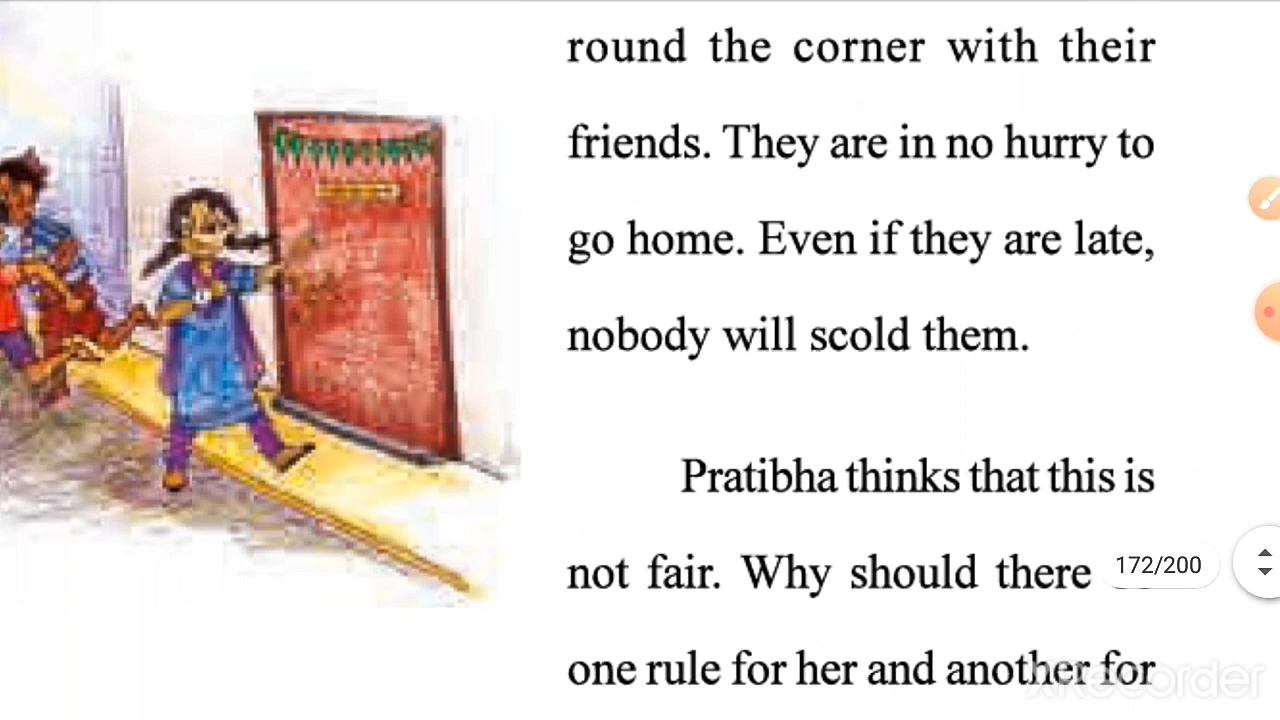 round the corner with their
friends. They are in no hurry to
go home. Even if they are late,
nobody will scold them.
Pratibha thinks that this is
not fair. Why should there
172/200
one rule for her and another for
XRecorder